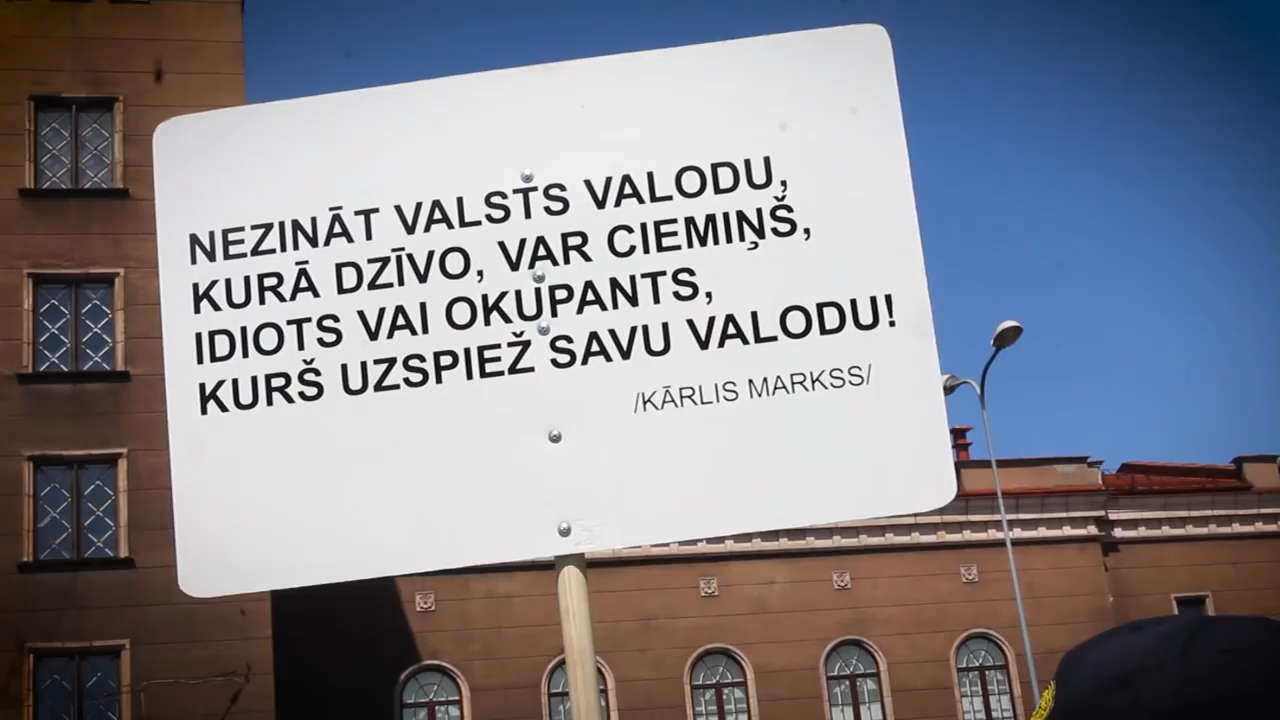 NEZINĀT VALSTS VALODU,
KURĀ DZĪVO, VAR CIEMIŅŠ,
IDIOTS VAI OKUPANTS,
KURŠ UZSPIEŽ SAVU VALODU!
/KĀRLIS MARKSS/